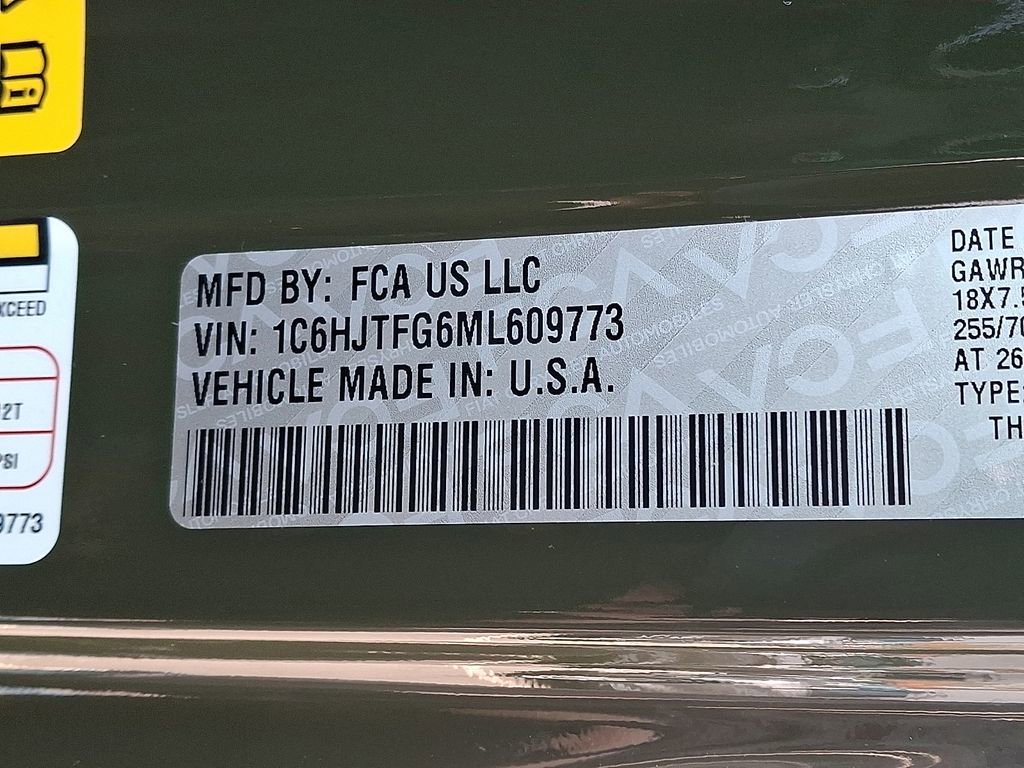 XCEED
2T
PSI
9773
MFD BY: FCA US LLC
VIN: 1C6HJTFG6ML609773
VEHICLE MADE IN: U.S.A.
DATE
GAWR
18X7.5
255/70
AT 26
TYPE:
TH